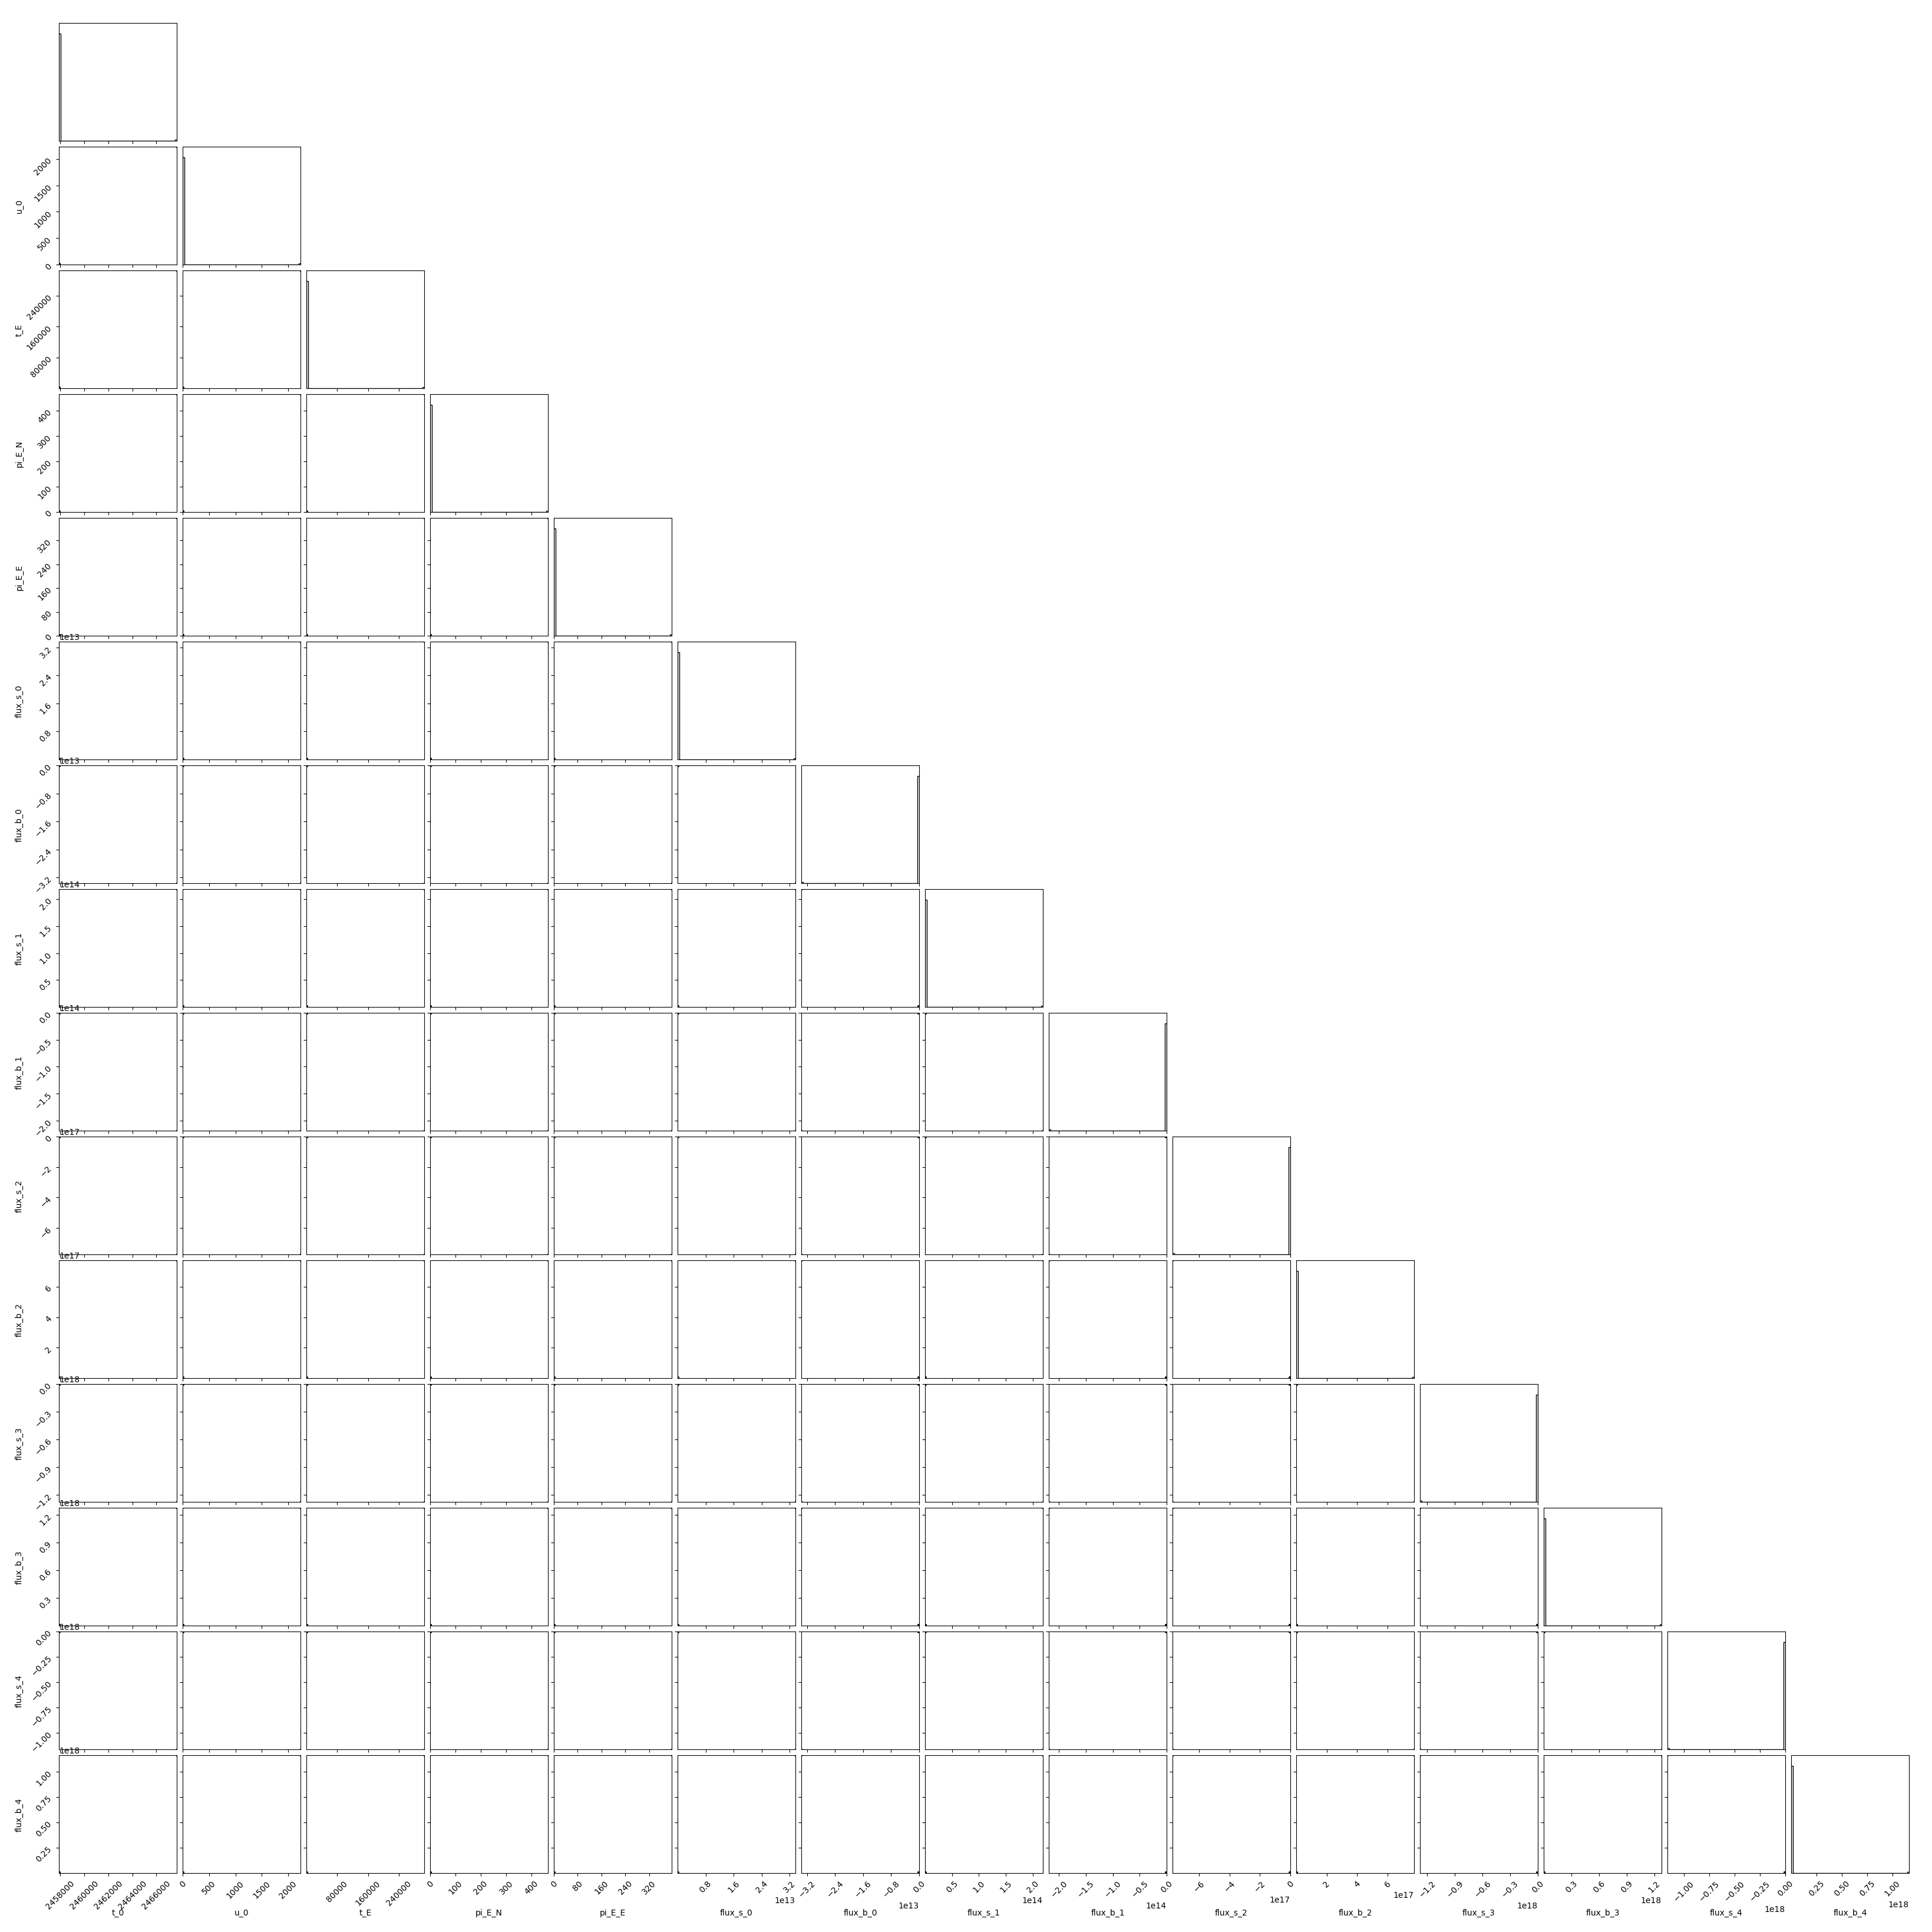 2000
1500
1000
500
0
u_0
240000
160000
80000
t_E
400
300
200
100
0
pi_E_N
320
240
160
80
0
pi_E_E
1e13
3.2
2.4
1.6
0.8
flux_s_0
1e13
0.0
−0.8
−1.6
−2.4
−3.2
flux_b_0
1e14
2.0
1.5
1.0
0.5
flux_s_1
1e14
0.0
−0.5
−1.0
−1.5
−2.0
flux_b_1
1e17
0
−2
−4
−6
flux_s_2
1e17
6
4
2
flux_b_2
1e18
0.0
−0.3
−0.6
−0.9
−1.2
flux_s_3
1e18
1.2
0.9
0.6
0.3
flux_b_3
1e18
0.00
−0.25
−0.50
−0.75
−1.00
flux_s_4
1e18
1.00
0.75
0.50
0.25
flux_b_4
2458000 2460000 2462000 2464000 2466000
t_0
0 500 1000 1500 2000
u_0
80000 160000 240000
t_E
0 100 200 300 400
pi_E_N
0 80 160 240 320
pi_E_E
0.8 1.6 2.4 3.2
1e13
flux_s_0
−3.2 −2.4 −1.6 −0.8 0.0
1e13
flux_b_0
0.5 1.0 1.5 2.0
1e14
flux_s_1
−2.0 −1.5 −1.0 −0.5 0.0
1e14
flux_b_1
−6 −4 −2 0
1e17
flux_s_2
2 4 6
1e17
flux_b_2
−1.2 −0.9 −0.6 −0.3 0.0
1e18
flux_s_3
0.3 0.6 0.9 1.2
1e18
flux_b_3
−1.00 −0.75 −0.50 −0.25 0.00
1e18
flux_s_4
0.25 0.50 0.75 1.00
1e18
flux_b_4